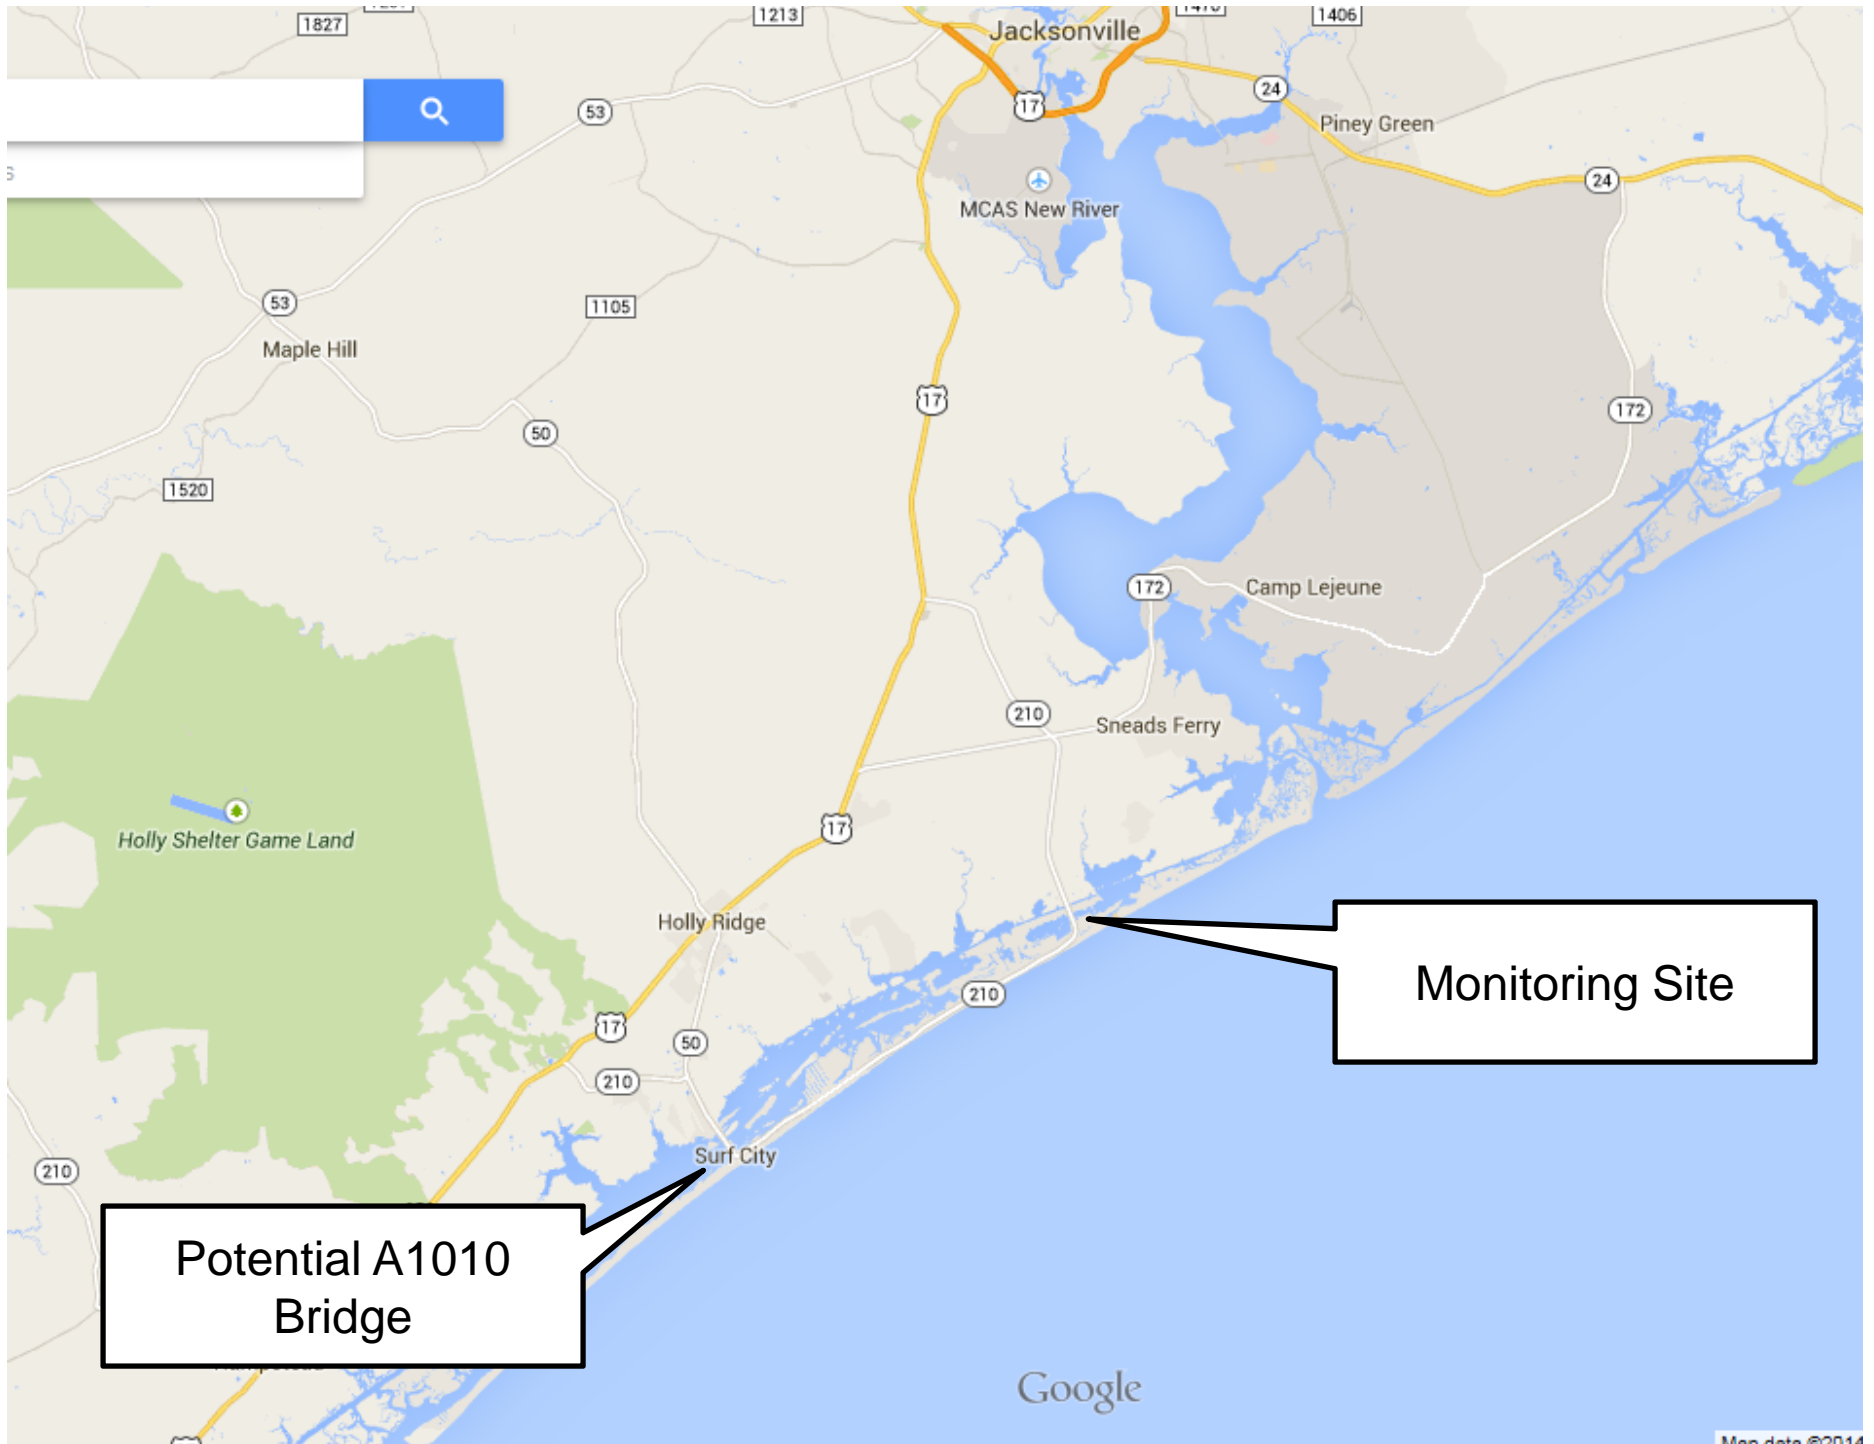 1827
1213
1406
Jacksonville
53
17
24
Piney Green
s
24
MCAS New River
53
1105
Maple Hill
17
172
50
1520
172
Camp Lejeune
210
Sneads Ferry
Holly Shelter Game Land
17
Holly Ridge
Monitoring Site
210
17
50
210
Surf City
210
Potential A1010
Bridge
Google